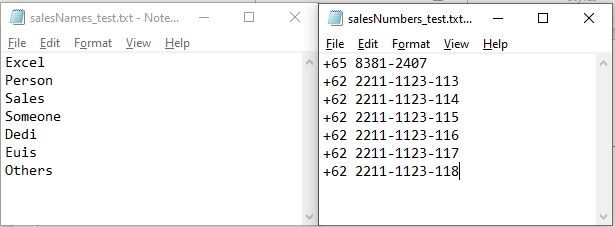 salesNames_test.txt - Note...
File Edit Format View Help
Excel
Person
Sales
Someone
Dedi
Euis
Others
salesNumbers_test.txt...
File Edit Format View Help
+65 8381-2407
+62 2211-1123-113
+62 2211-1123-114
+62 2211-1123-115
+62 2211-1123-116
+62 2211-1123-117
+62 2211-1123-118